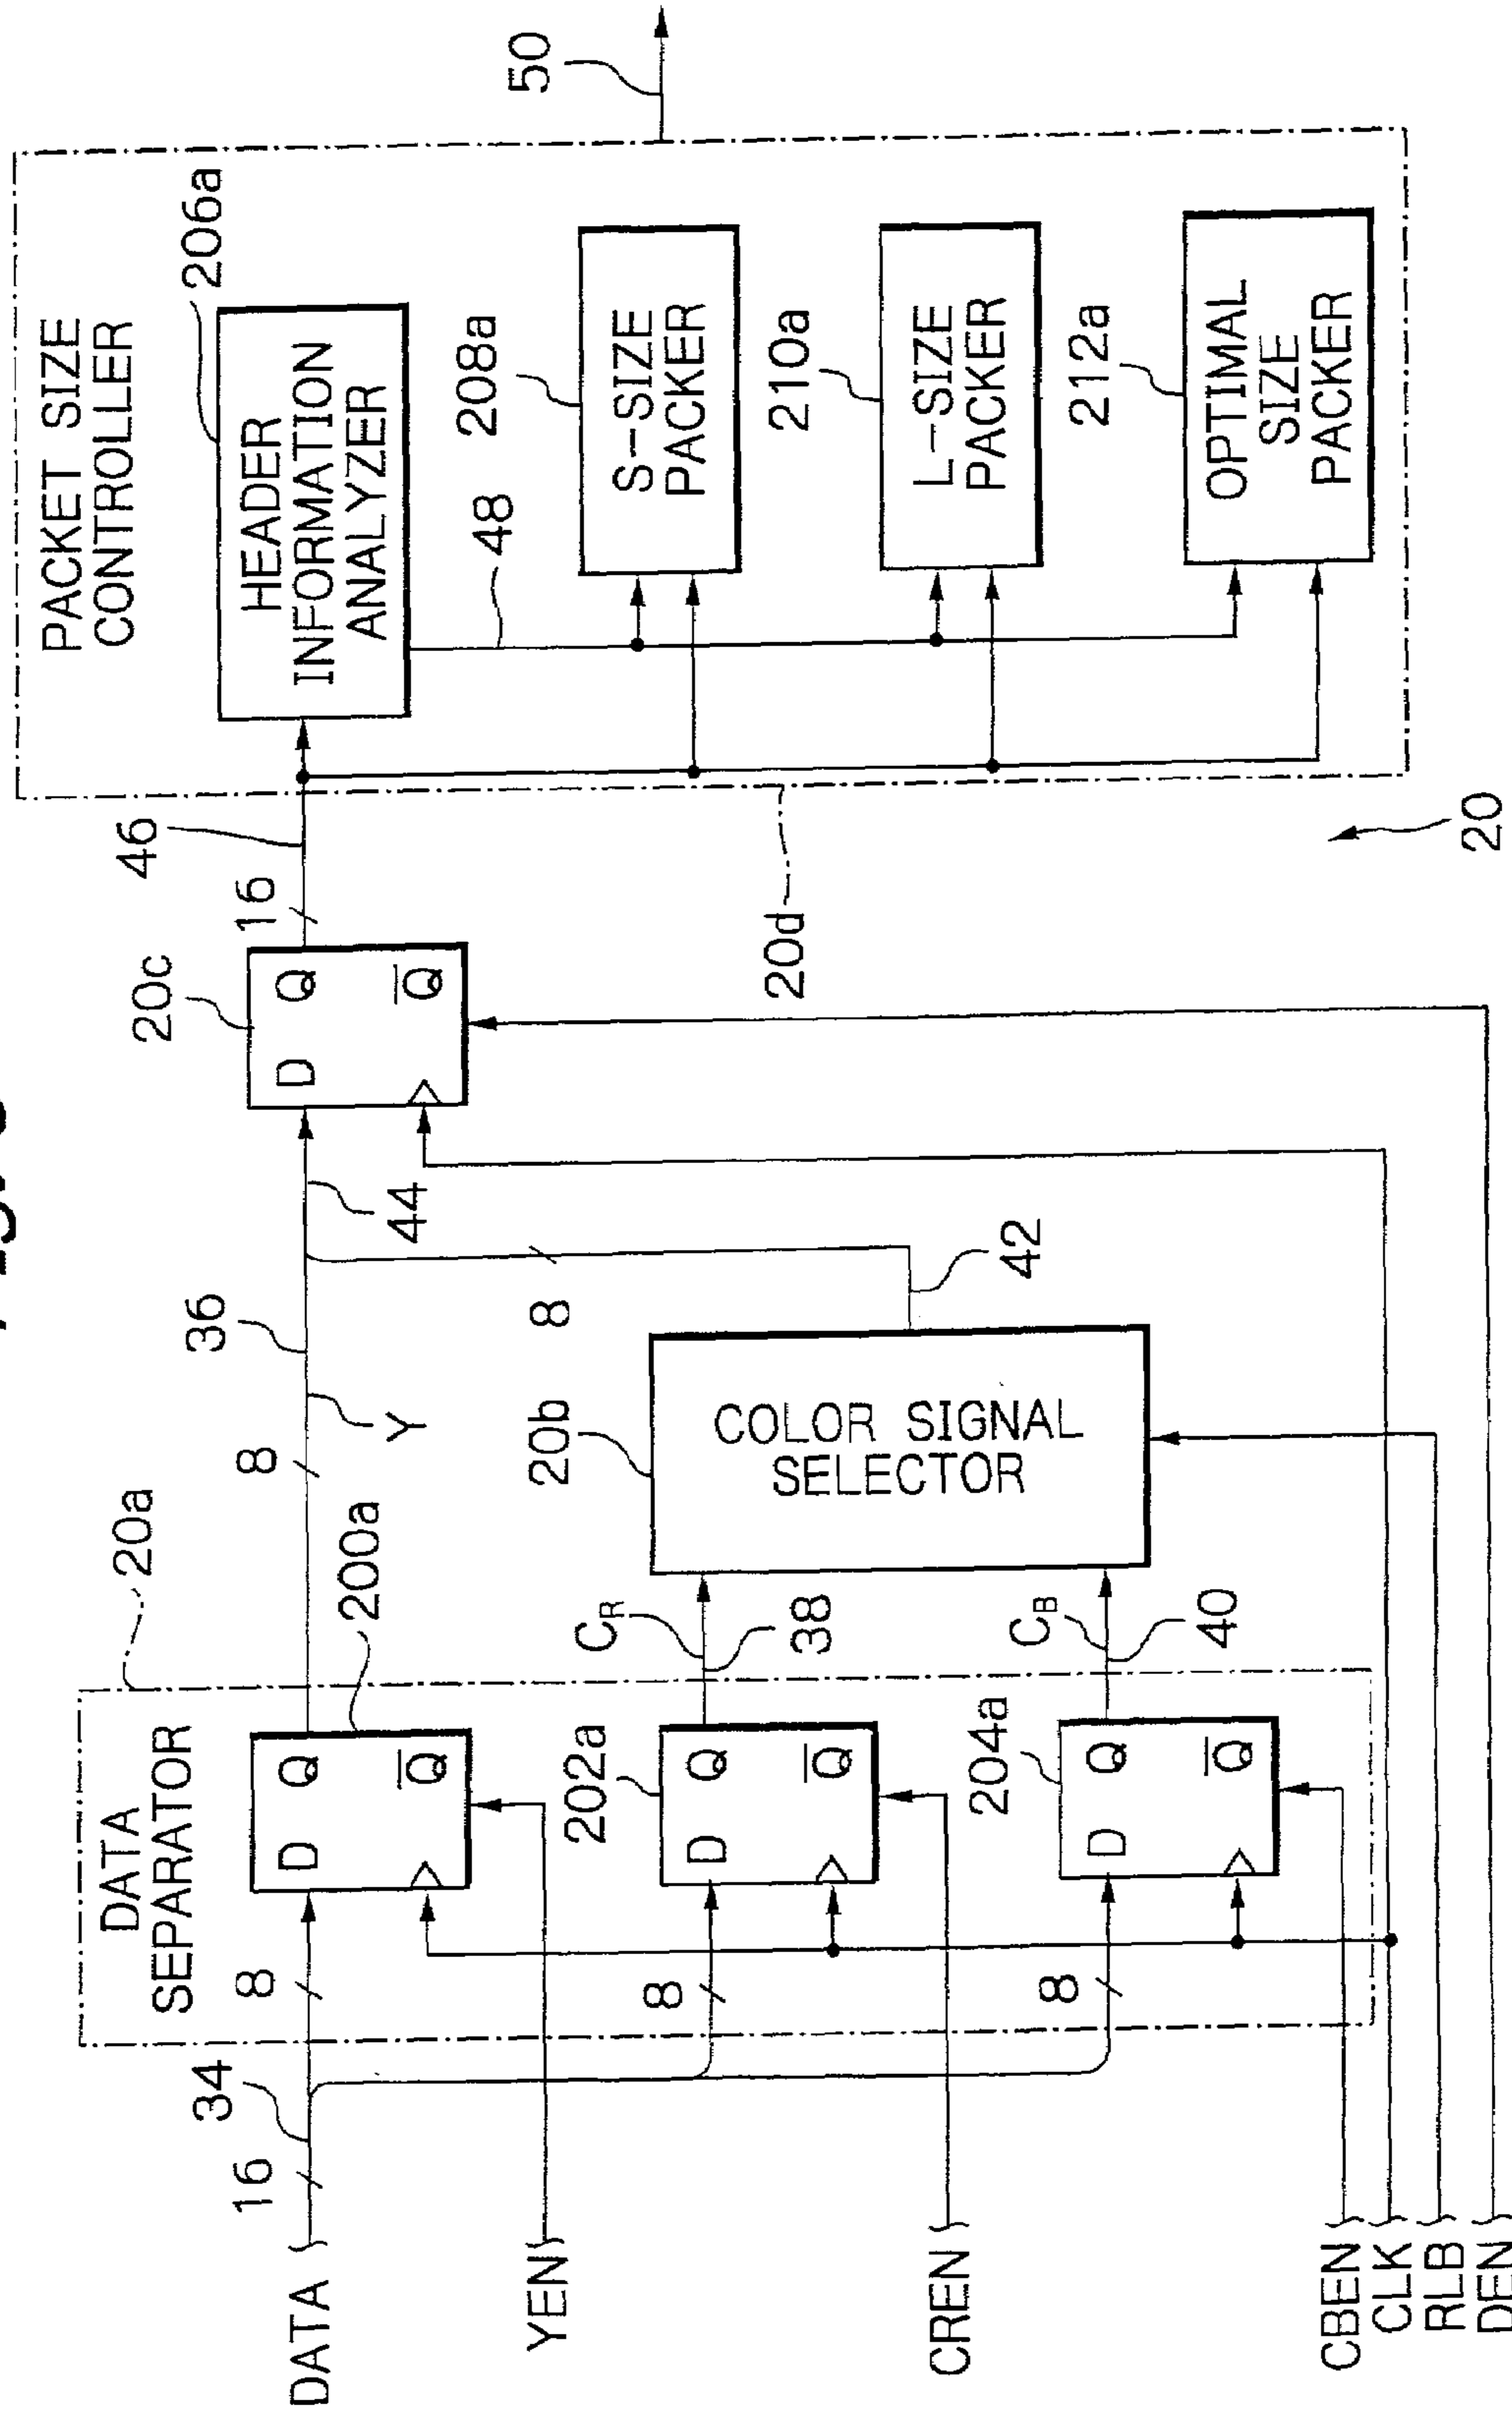 DATA
SEPARATOR
20a
200a
202a
204a
DATA
16
34
8
8
8
YEN
CREN
CBEN
CLK
RLB
DEN
D Q
Q
D Q
Q
D Q
Q
8
Y
36
CR
38
CB
40
20b
COLOR SIGNAL
SELECTOR
42
8
44
20c
D Q
Q
16
46
20d
20
PACKET SIZE
CONTROLLER
206a
HEADER
INFORMATION
ANALYZER
48
208a
S-SIZE
PACKER
210a
L-SIZE
PACKER
212a
OPTIMAL
SIZE
PACKER
50